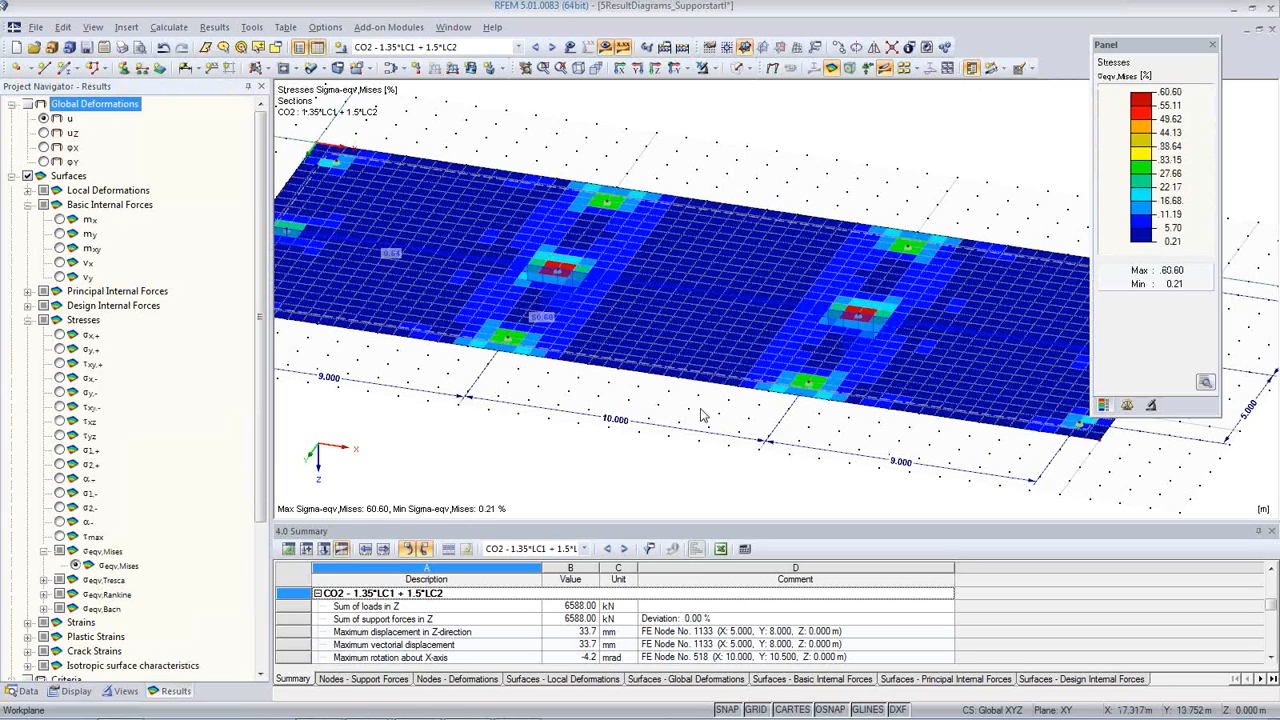 RFEM 5.01.0083 (64bit) - [5ResultDiagrams_Supportstartl*]
File Edit View Insert Calculate Results Tools Table Options Add-on Modules Window Help
CO2 - 1.35*LC1 + 1.5*LC2
Project Navigator - Results
Global Deformations
u
uZ
φX
φY
Surfaces
Local Deformations
Basic Internal Forces
mx
my
mxy
vx
vy
Principal Internal Forces
Design Internal Forces
Stresses
σx,+
σy,+
τxy,+
σx,-
σy,-
τxy,-
τxz
τyz
σ1,+
σ2,+
α+
σ1,-
σ2,-
α-
τmax
σeqv,Mises
σeqv,Mises
σeqv,Tresca
σeqv,Rankine
σeqv,Bach
Strains
Plastic Strains
Crack Strains
Isotropic surface characteristics
Criteria
Data Display Views Results
Stresses Sigma-eqv,Mises [%]
Sections
CO2 : 1.35*LC1 + 1.5*LC2
X
0.64
60.60
9.000
10.000
9.000
5.000
X
Y
Z
Max Sigma-eqv,Mises: 60.60, Min Sigma-eqv,Mises: 0.21 %
[m]
Panel
Stresses
σeqv,Mises [%]
60.60
55.11
49.62
44.13
38.64
33.15
27.66
22.17
16.68
11.19
5.70
0.21
Max : 60.60
Min : 0.21
4.0 Summary
CO2 - 1.35*LC1 + 1.5*L
A B C D
Description Value Unit Comment
CO2 - 1.35*LC1 + 1.5*LC2
Sum of loads in Z 6588.00 kN
Sum of support forces in Z 6588.00 kN Deviation: 0.00 %
Maximum displacement in Z-direction 33.7 mm FE Node No. 1133 (X: 5.000, Y: 8.000, Z: 0.000 m)
Maximum vectorial displacement 33.7 mm FE Node No. 1133 (X: 5.000, Y: 8.000, Z: 0.000 m)
Maximum rotation about X-axis -4.2 mrad FE Node No. 518 (X: 10.000, Y: 10.500, Z: 0.000 m)
Summary Nodes - Support Forces Nodes - Deformations Surfaces - Local Deformations Surfaces - Global Deformations Surfaces - Basic Internal Forces Surfaces - Principal Internal Forces Surfaces - Design Internal Forces
Workplane SNAP GRID CARTES OSNAP GLINES DXF CS: Global XYZ Plane: XY X: 17.317m Y: 13.752 m Z: 0.000 m